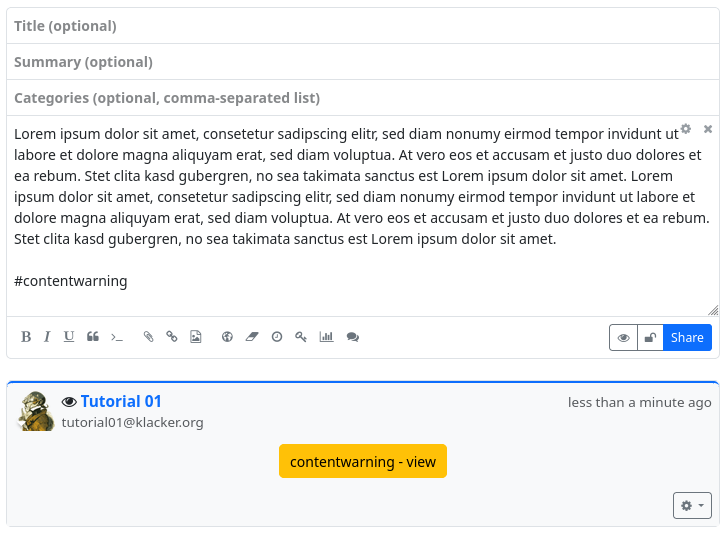 Title (optional)
Summary (optional)
Categories (optional, comma-separated list)
Lorem ipsum dolor sit amet, consetetur sadipscing elitr, sed diam nonumy eirmod tempor invidunt ut
labore et dolore magna aliquyam erat, sed diam voluptua. At vero eos et accusam et justo duo dolores et
ea rebum. Stet clita kasd gubergren, no sea takimata sanctus est Lorem ipsum dolor sit amet. Lorem
ipsum dolor sit amet, consetetur sadipscing elitr, sed diam nonumy eirmod tempor invidunt ut labore et
dolore magna aliquyam erat, sed diam voluptua. At vero eos et accusam et justo duo dolores et ea rebum.
Stet clita kasd gubergren, no sea takimata sanctus est Lorem ipsum dolor sit amet.
#contentwarning
B I U Share
Tutorial 01 less than a minute ago
tutorial01@klacker.org
contentwarning - view